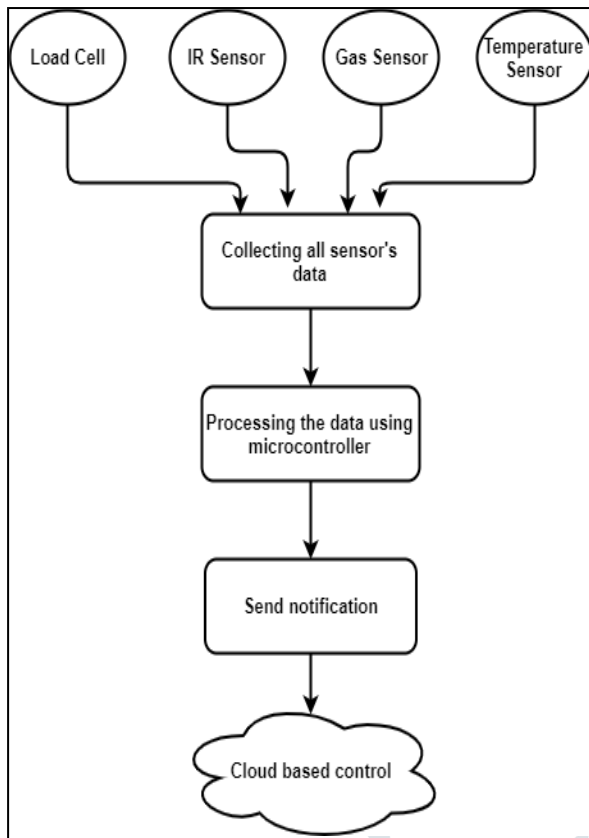 Load Cell
IR Sensor
Gas Sensor
Temperature
Sensor
Collecting all sensor's
data
Processing the data using
microcontroller
Send notification
Cloud based control